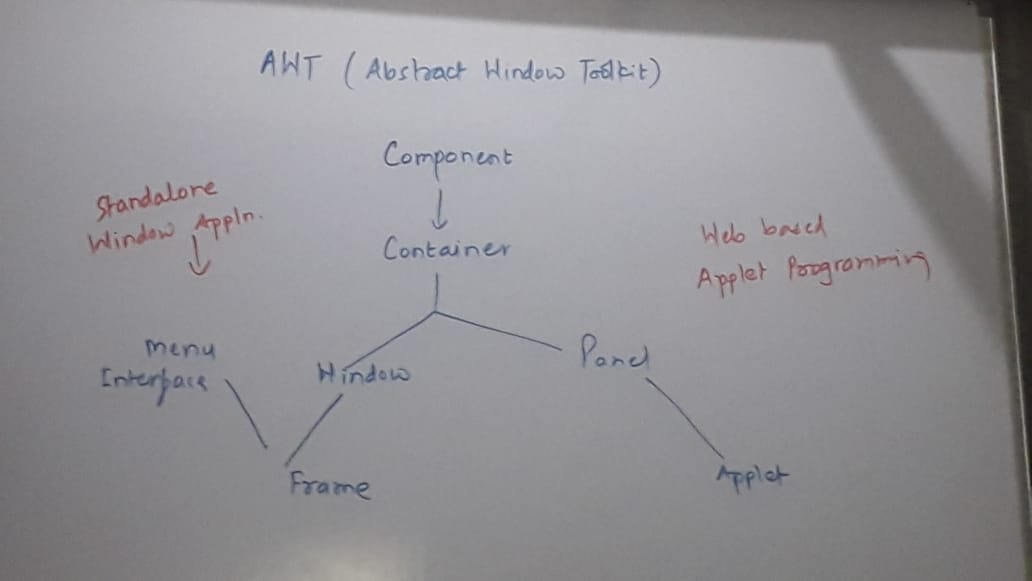 AWT (Abstract Window Toolkit)
Component
Standalone
Window Appln.
Container
Web based
Applet Programming
Menu
Interface
Window
Panel
Frame
Applet